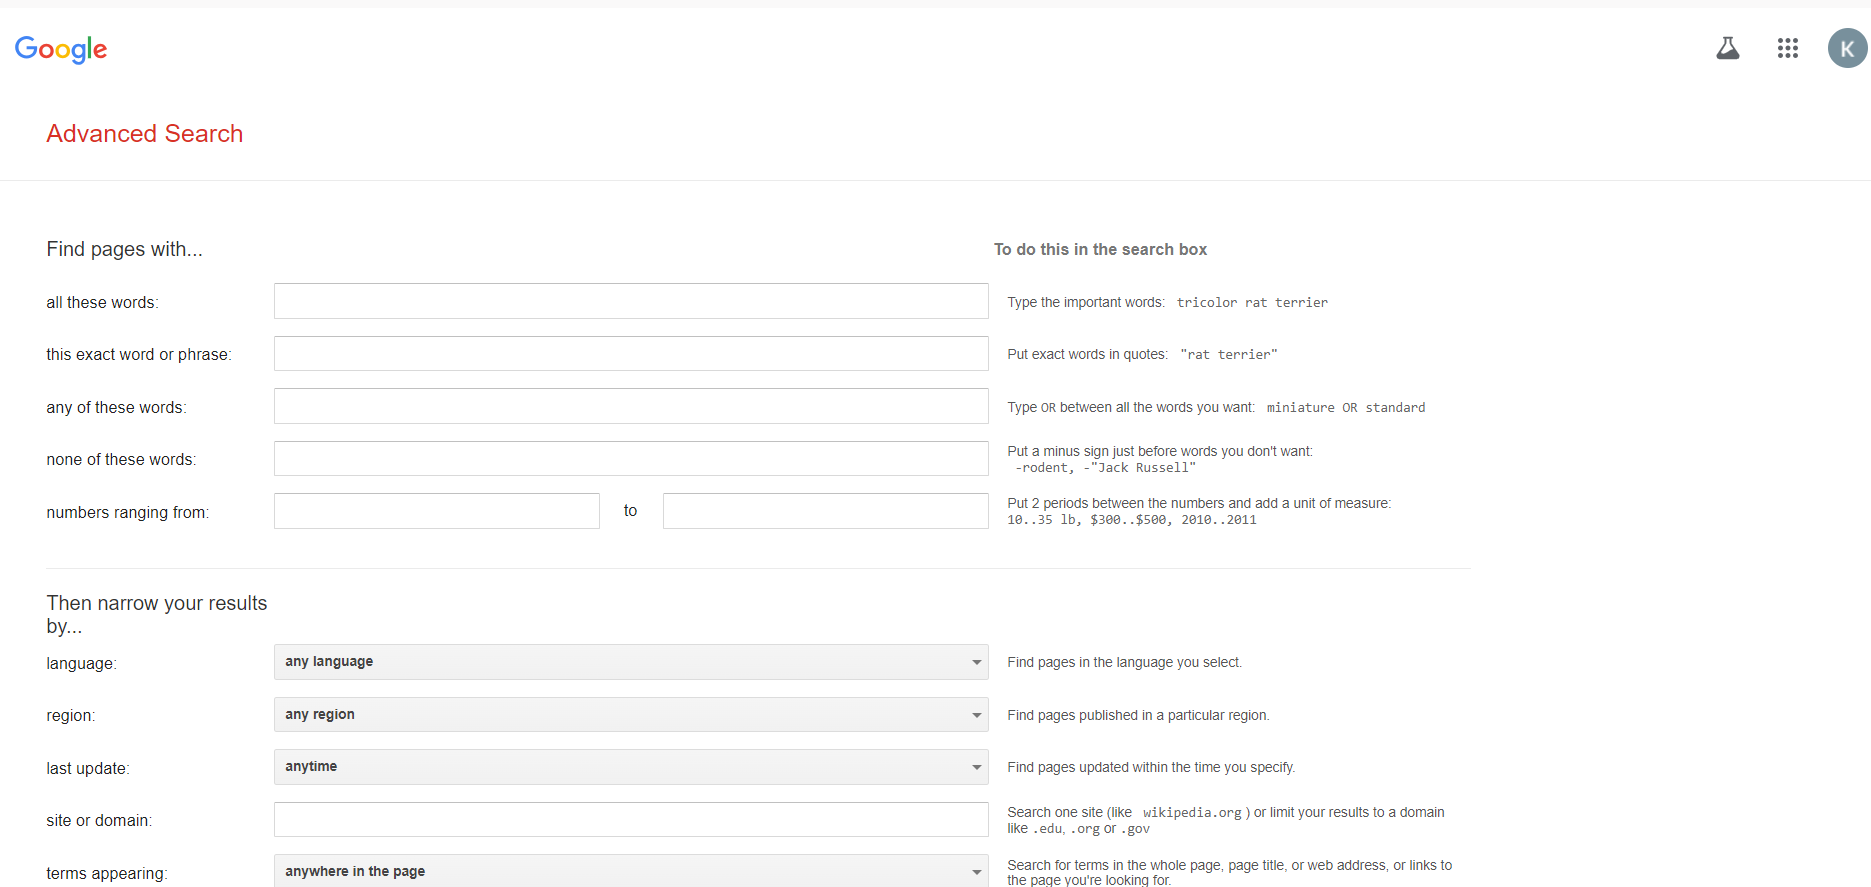 Google
K
Advanced Search
Find pages with...
To do this in the search box
all these words:
Type the important words: tricolor rat terrier
this exact word or phrase:
Put exact words in quotes: "rat terrier"
any of these words:
Type OR between all the words you want: miniature OR standard
none of these words:
Put a minus sign just before words you don't want:
-rodent, -"Jack Russell"
numbers ranging from:
to
Put 2 periods between the numbers and add a unit of measure:
10..35 lb, $300..$500, 2010..2011
Then narrow your results
by...
language:
any language
Find pages in the language you select.
region:
any region
Find pages published in a particular region.
last update:
anytime
Find pages updated within the time you specify.
site or domain:
Search one site (like wikipedia.org ) or limit your results to a domain
like .edu, .org or .gov
terms appearing:
anywhere in the page
Search for terms in the whole page, page title, or web address, or links to
the page you're looking for.